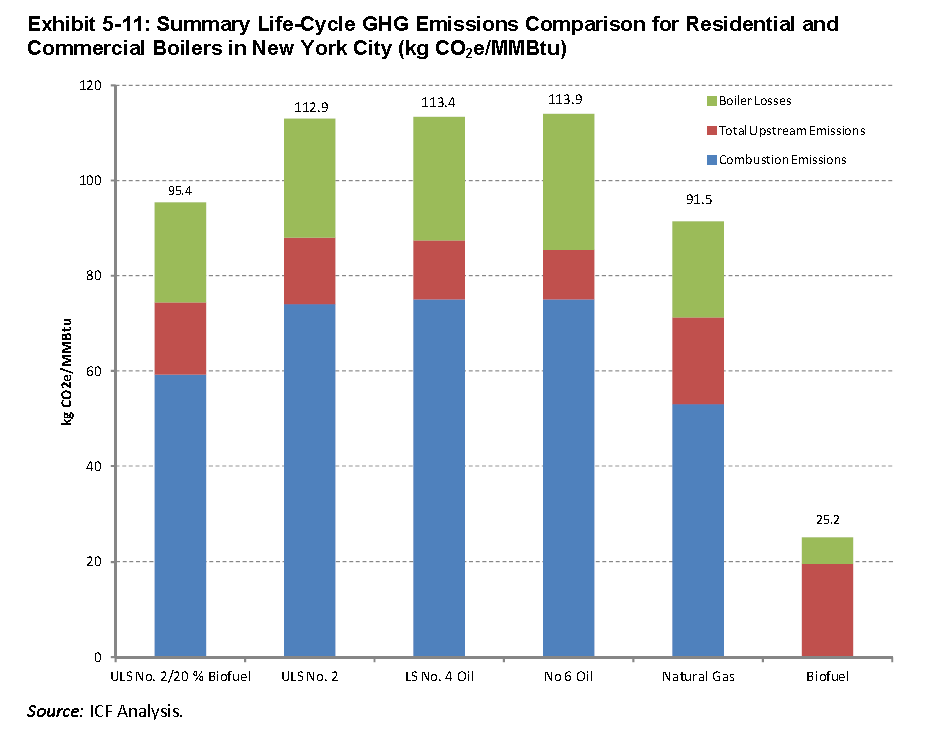 Exhibit 5-11: Summary Life-Cycle GHG Emissions Comparison for Residential and
Commercial Boilers in New York City (kg CO₂e/MMBtu)
120
100
80
60
40
20
0
kg CO2e/MMBtu
95.4
112.9
113.4
113.9
91.5
25.2
Boiler Losses
Total Upstream Emissions
Combustion Emissions
ULS No. 2/20 % Biofuel
ULS No. 2
LS No. 4 Oil
No 6 Oil
Natural Gas
Biofuel
Source: ICF Analysis.